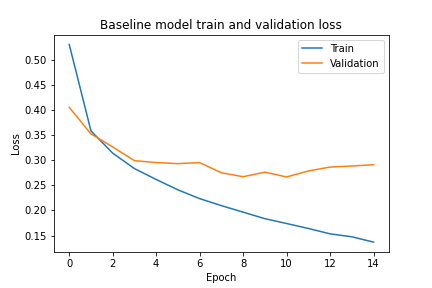 Baseline model train and validation loss
Train
Validation
Loss
0.50
0.45
0.40
0.35
0.30
0.25
0.20
0.15
0 2 4 6 8 10 12 14
Epoch